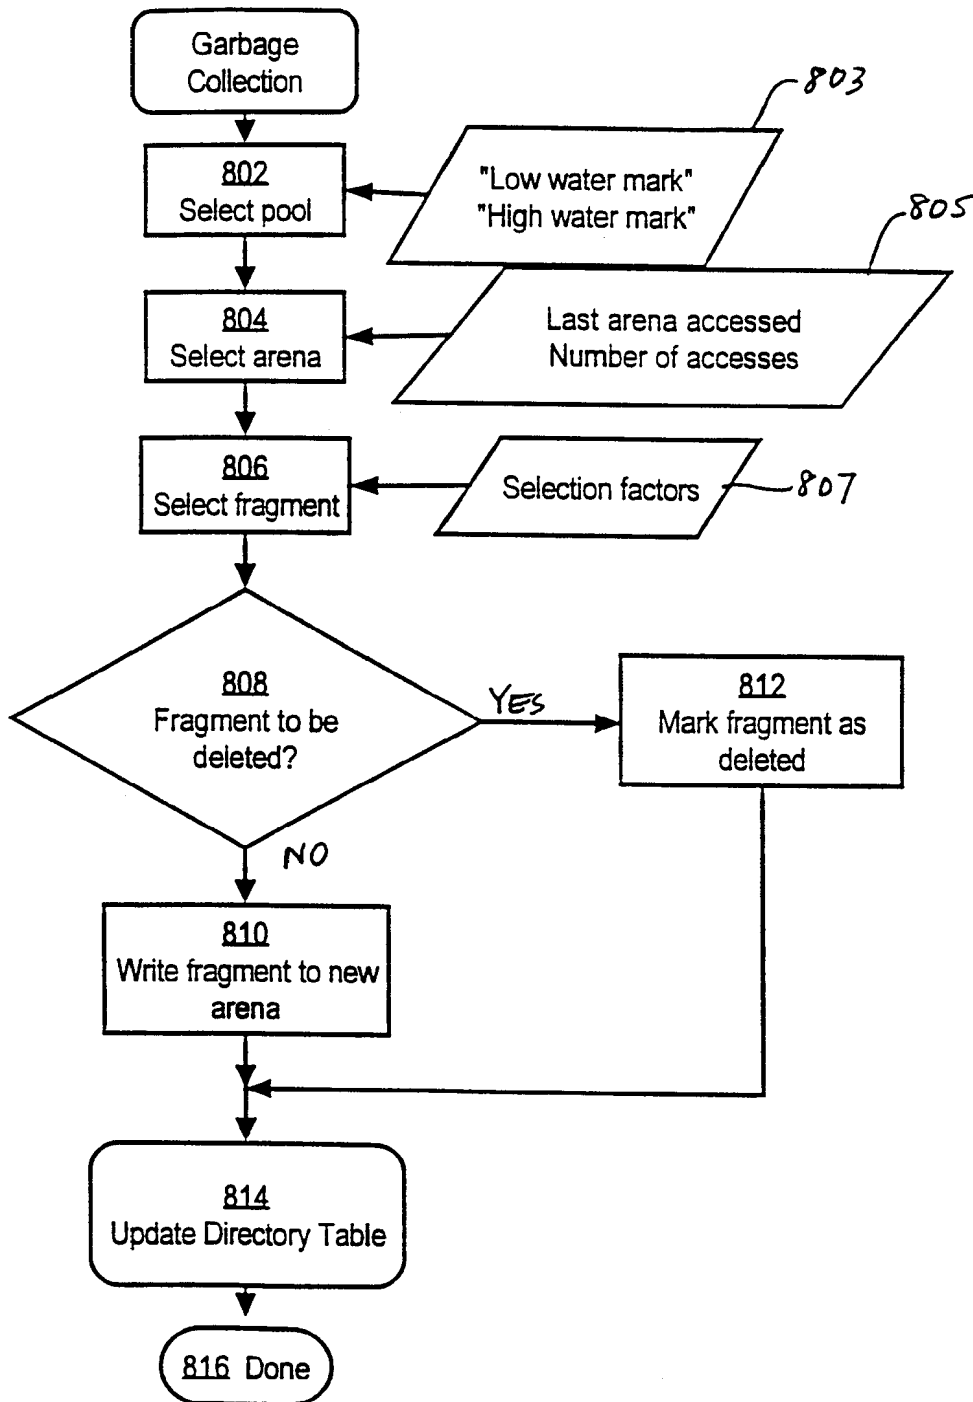 Garbage
Collection
803
802
Select pool
"Low water mark"
"High water mark"
805
804
Select arena
Last arena accessed
Number of accesses
806
Select fragment
Selection factors
807
808
Fragment to be
deleted?
YES
812
Mark fragment as
deleted
NO
810
Write fragment to new
arena
814
Update Directory Table
816 Done